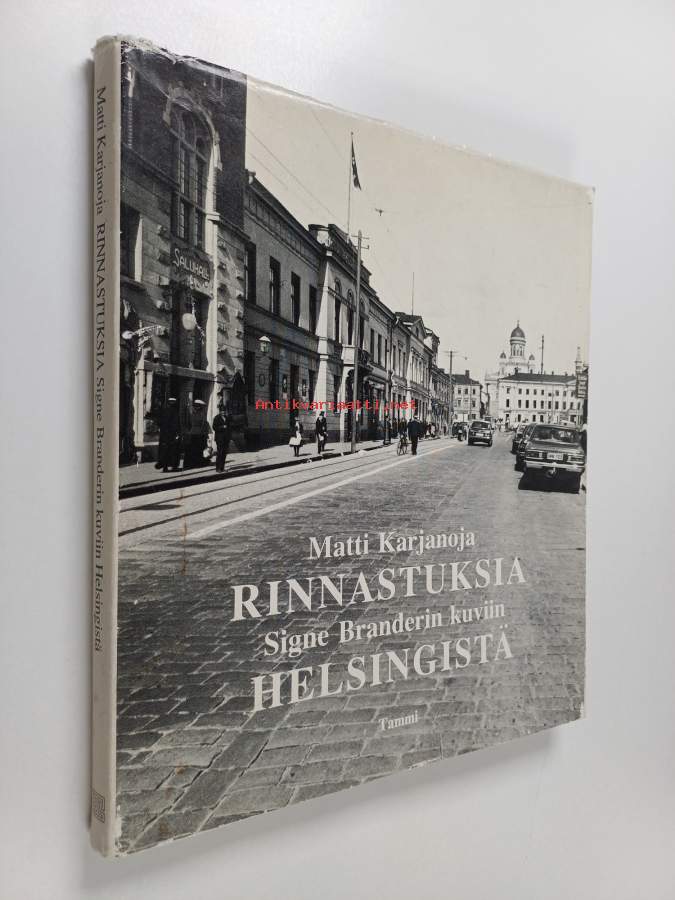 Matti Karjanoja RINNASTUKSIA Signe Branderin kuviin Helsingistä
SALUHALL
Antikvariaatti.net
Matti Karjanoja
RINNASTUKSIA
Signe Branderin kuviin
HELSINGISTÄ
Tammi